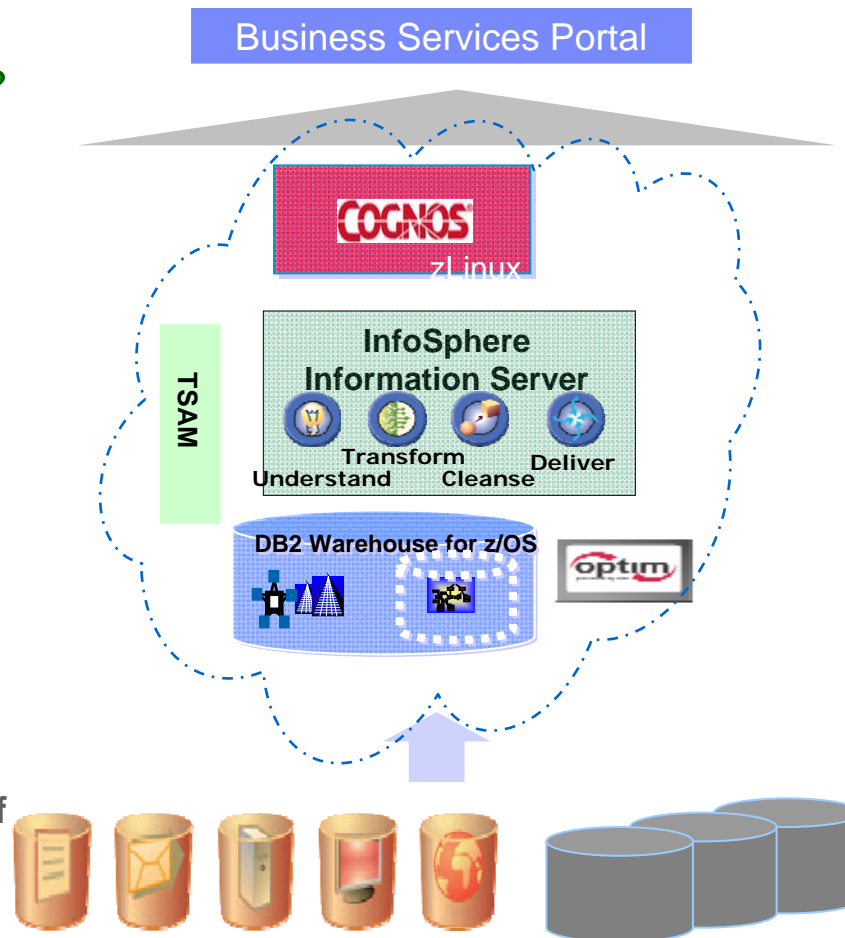 Business Services Portal
?
COGNOS®
zLinux
InfoSphere
Information Server
TSAM
Understand
Transform
Cleanse
Deliver
DB2 Warehouse for z/OS
optim
f